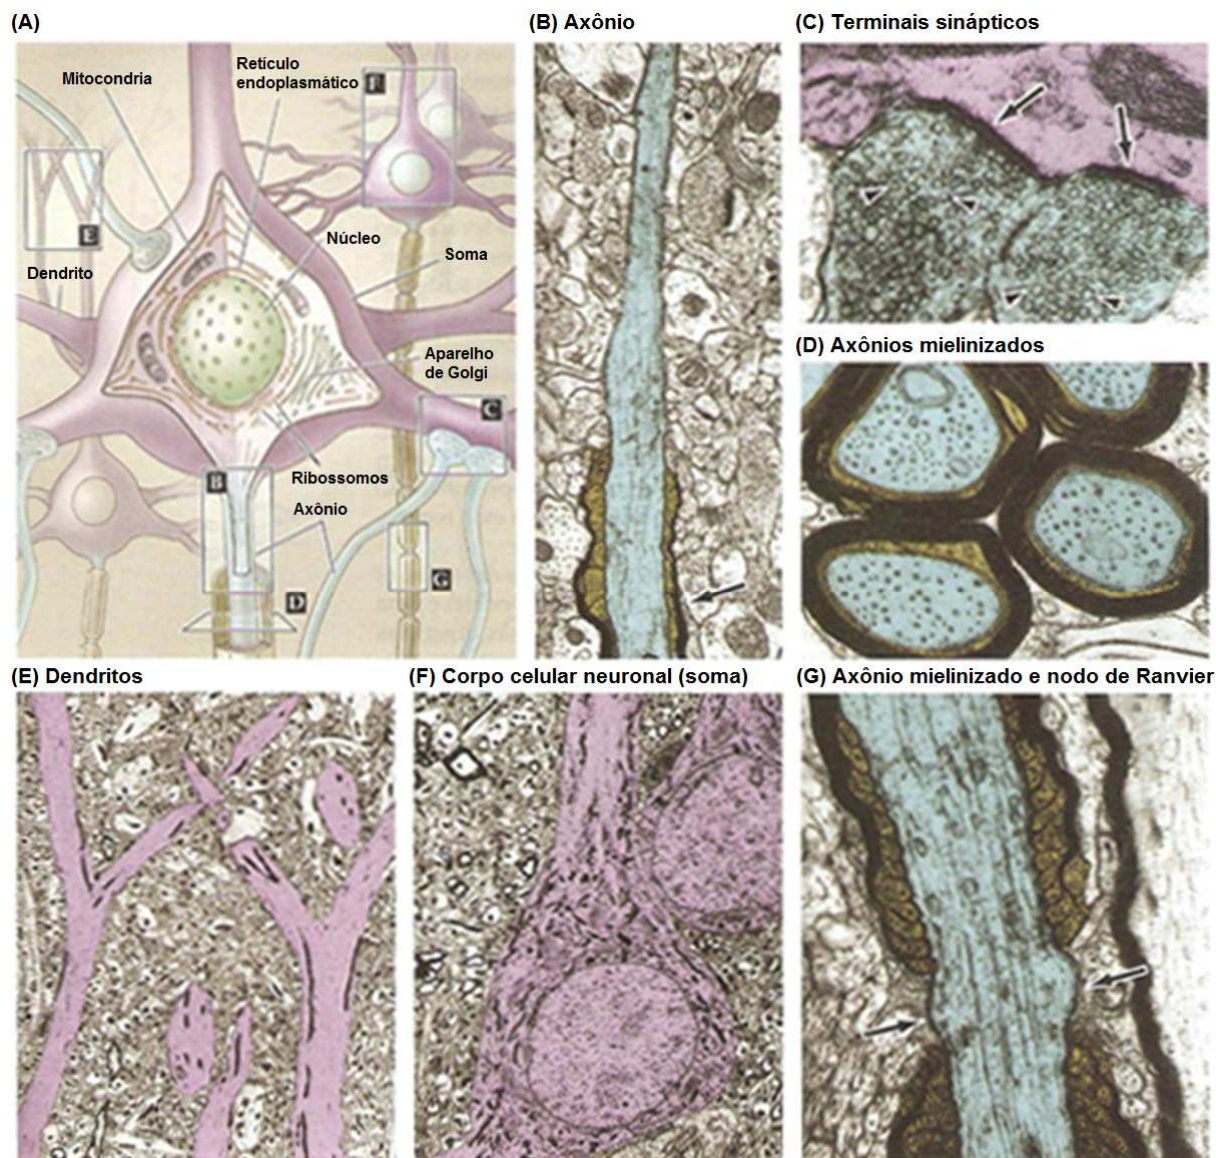 (A)
(B) Axônio
(C) Terminais sinápticos
Mitocondria
Retículo
endoplasmático
F
E
Núcleo
Soma
Dendrito
Aparelho
de Golgi
C
B
Ribossomos
Axônio
G
D
(D) Axônios mielinizados
(E) Dendritos
(F) Corpo celular neuronal (soma)
(G) Axônio mielinizado e nodo de Ranvier